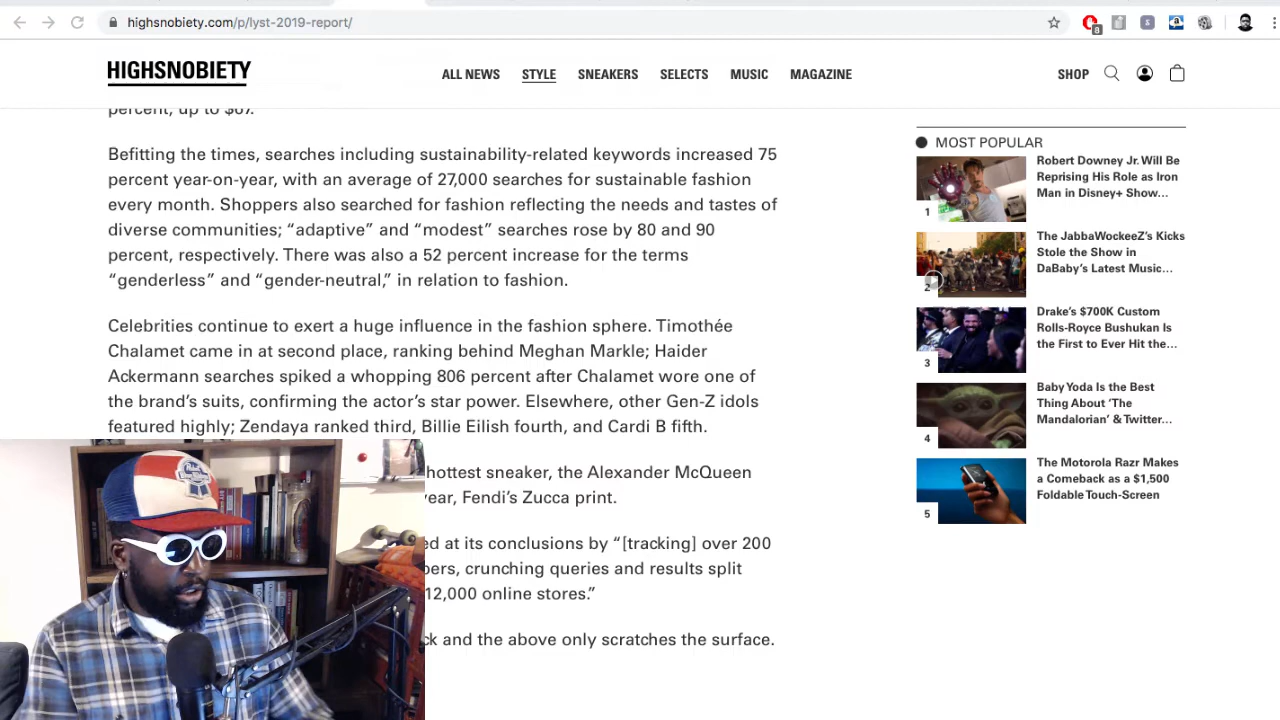 highsnobiety.com/p/lyst-2019-report/
8
HIGHSNOBIETY
ALL NEWS STYLE SNEAKERS SELECTS MUSIC MAGAZINE
SHOP
percent, up to $67.
Befitting the times, searches including sustainability-related keywords increased 75
percent year-on-year, with an average of 27,000 searches for sustainable fashion
every month. Shoppers also searched for fashion reflecting the needs and tastes of
diverse communities; “adaptive” and “modest” searches rose by 80 and 90
percent, respectively. There was also a 52 percent increase for the terms
“genderless” and “gender-neutral,” in relation to fashion.
Celebrities continue to exert a huge influence in the fashion sphere. Timothée
Chalamet came in at second place, ranking behind Meghan Markle; Haider
Ackermann searches spiked a whopping 806 percent after Chalamet wore one of
the brand’s suits, confirming the actor’s star power. Elsewhere, other Gen-Z idols
featured highly; Zendaya ranked third, Billie Eilish fourth, and Cardi B fifth.
hottest sneaker, the Alexander McQueen
year, Fendi’s Zucca print.
ed at its conclusions by “[tracking] over 200
pers, crunching queries and results split
12,000 online stores.”
ck and the above only scratches the surface.
MOST POPULAR
1
Robert Downey Jr. Will Be
Reprising His Role as Iron
Man in Disney+ Show...
2
The JabbaWockeeZ’s Kicks
Stole the Show in
DaBaby’s Latest Music...
3
Drake’s $700K Custom
Rolls-Royce Bushukan Is
the First to Ever Hit the...
4
Baby Yoda Is the Best
Thing About ‘The
Mandalorian’ & Twitter...
5
The Motorola Razr Makes
a Comeback as a $1,500
Foldable Touch-Screen